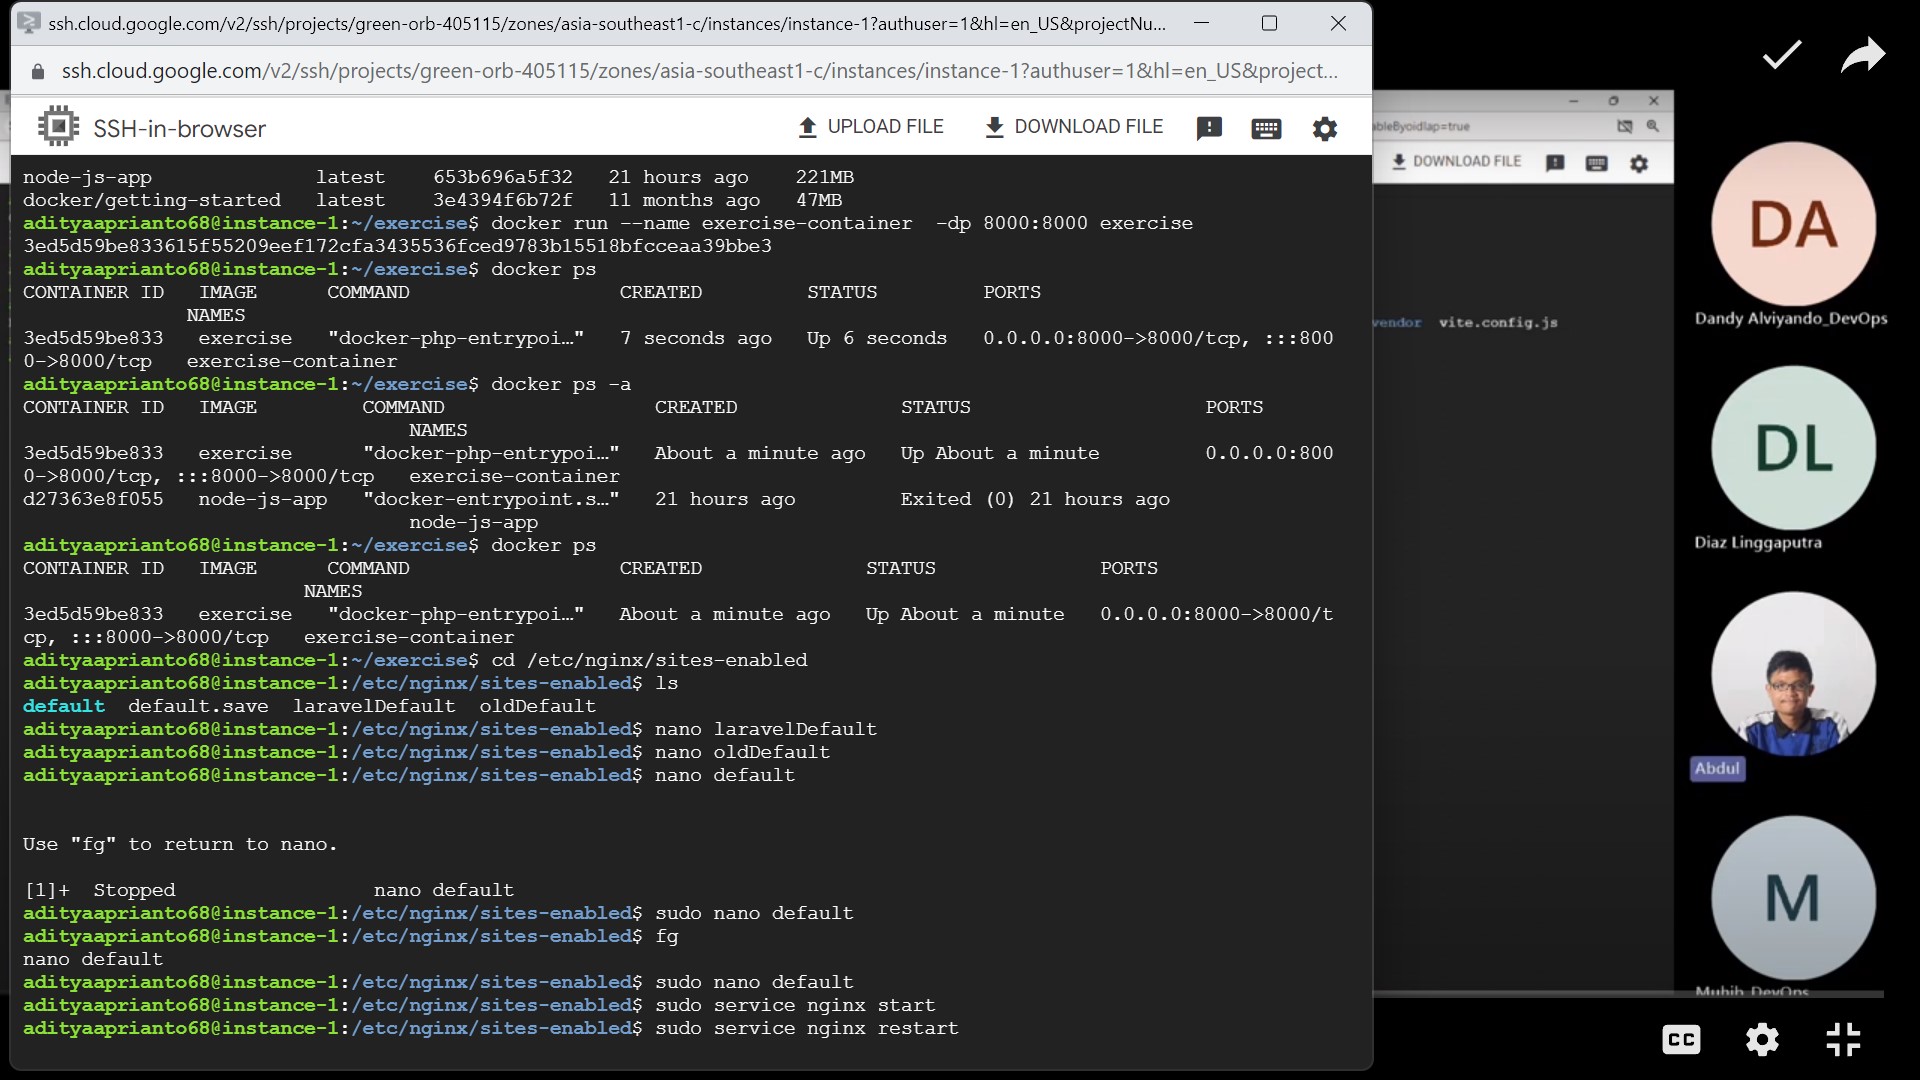 ssh.cloud.google.com/v2/ssh/projects/green-orb-405115/zones/asia-southeast1-c/instances/instance-1?authuser=1&hl=en_US&projectNu...
ssh.cloud.google.com/v2/ssh/projects/green-orb-405115/zones/asia-southeast1-c/instances/instance-1?authuser=1&hl=en_US&project...
SSH-in-browser
UPLOAD FILE
DOWNLOAD FILE
node-js-app latest 653b696a5f32 21 hours ago 221MB
docker/getting-started latest 3e4394f6b72f 11 months ago 47MB
adityaaprianto68@instance-1:~/exercise$ docker run --name exercise-container -dp 8000:8000 exercise
3ed5d59be833615f55209eef172cfa3435536fced9783b15518bfcceaa39bbe3
adityaaprianto68@instance-1:~/exercise$ docker ps
CONTAINER ID IMAGE COMMAND CREATED STATUS PORTS
NAMES
3ed5d59be833 exercise "docker-php-entrypoi…" 7 seconds ago Up 6 seconds 0.0.0.0:8000->8000/tcp, :::800
0->8000/tcp exercise-container
adityaaprianto68@instance-1:~/exercise$ docker ps -a
CONTAINER ID IMAGE COMMAND CREATED STATUS PORTS
NAMES
3ed5d59be833 exercise "docker-php-entrypoi…" About a minute ago Up About a minute 0.0.0.0:800
0->8000/tcp, :::8000->8000/tcp exercise-container
d27363e8f055 node-js-app "docker-entrypoint.s…" 21 hours ago Exited (0) 21 hours ago
node-js-app
adityaaprianto68@instance-1:~/exercise$ docker ps
CONTAINER ID IMAGE COMMAND CREATED STATUS PORTS
NAMES
3ed5d59be833 exercise "docker-php-entrypoi…" About a minute ago Up About a minute 0.0.0.0:8000->8000/t
cp, :::8000->8000/tcp exercise-container
adityaaprianto68@instance-1:~/exercise$ cd /etc/nginx/sites-enabled
adityaaprianto68@instance-1:/etc/nginx/sites-enabled$ ls
default default.save laravelDefault oldDefault
adityaaprianto68@instance-1:/etc/nginx/sites-enabled$ nano laravelDefault
adityaaprianto68@instance-1:/etc/nginx/sites-enabled$ nano oldDefault
adityaaprianto68@instance-1:/etc/nginx/sites-enabled$ nano default
Use "fg" to return to nano.
[1]+ Stopped nano default
adityaaprianto68@instance-1:/etc/nginx/sites-enabled$ sudo nano default
adityaaprianto68@instance-1:/etc/nginx/sites-enabled$ fg
nano default
adityaaprianto68@instance-1:/etc/nginx/sites-enabled$ sudo nano default
adityaaprianto68@instance-1:/etc/nginx/sites-enabled$ sudo service nginx start
adityaaprianto68@instance-1:/etc/nginx/sites-enabled$ sudo service nginx restart
ableByoidlap=true
DOWNLOAD FILE
vendor vite.config.js
DA
Dandy Alviyando_DevOps
DL
Diaz Linggaputra
Abdul
M
Muhib_DevOps
CC